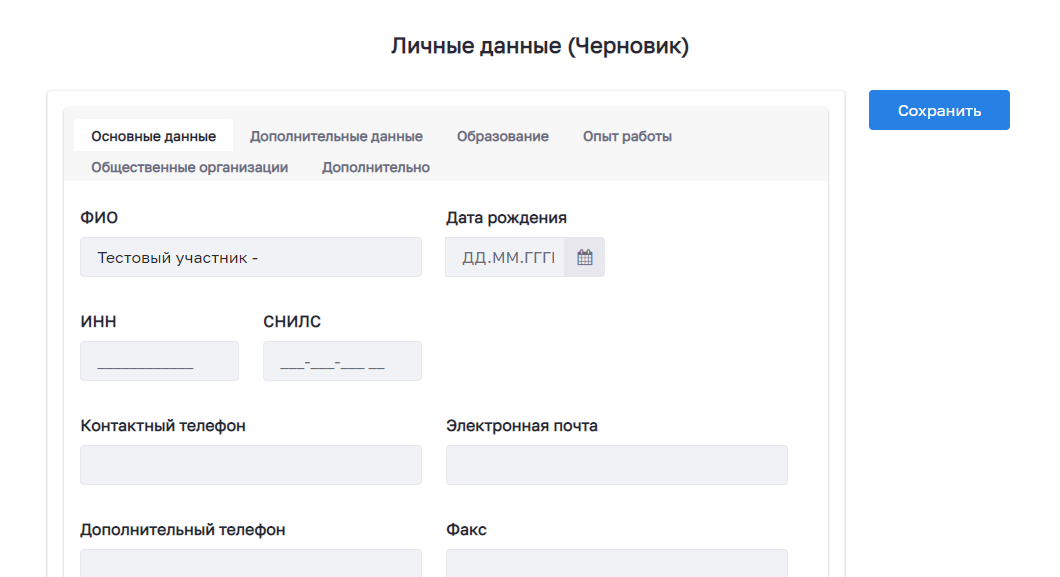 Личные данные (Черновик)
Сохранить
Основные данные Дополнительные данные Образование Опыт работы
Общественные организации Дополнительно
ФИО Дата рождения
Тестовый участник - ДД.ММ.ГГГГ
ИНН СНИЛС
____________ ___-___-___ __
Контактный телефон Электронная почта
Дополнительный телефон Факс